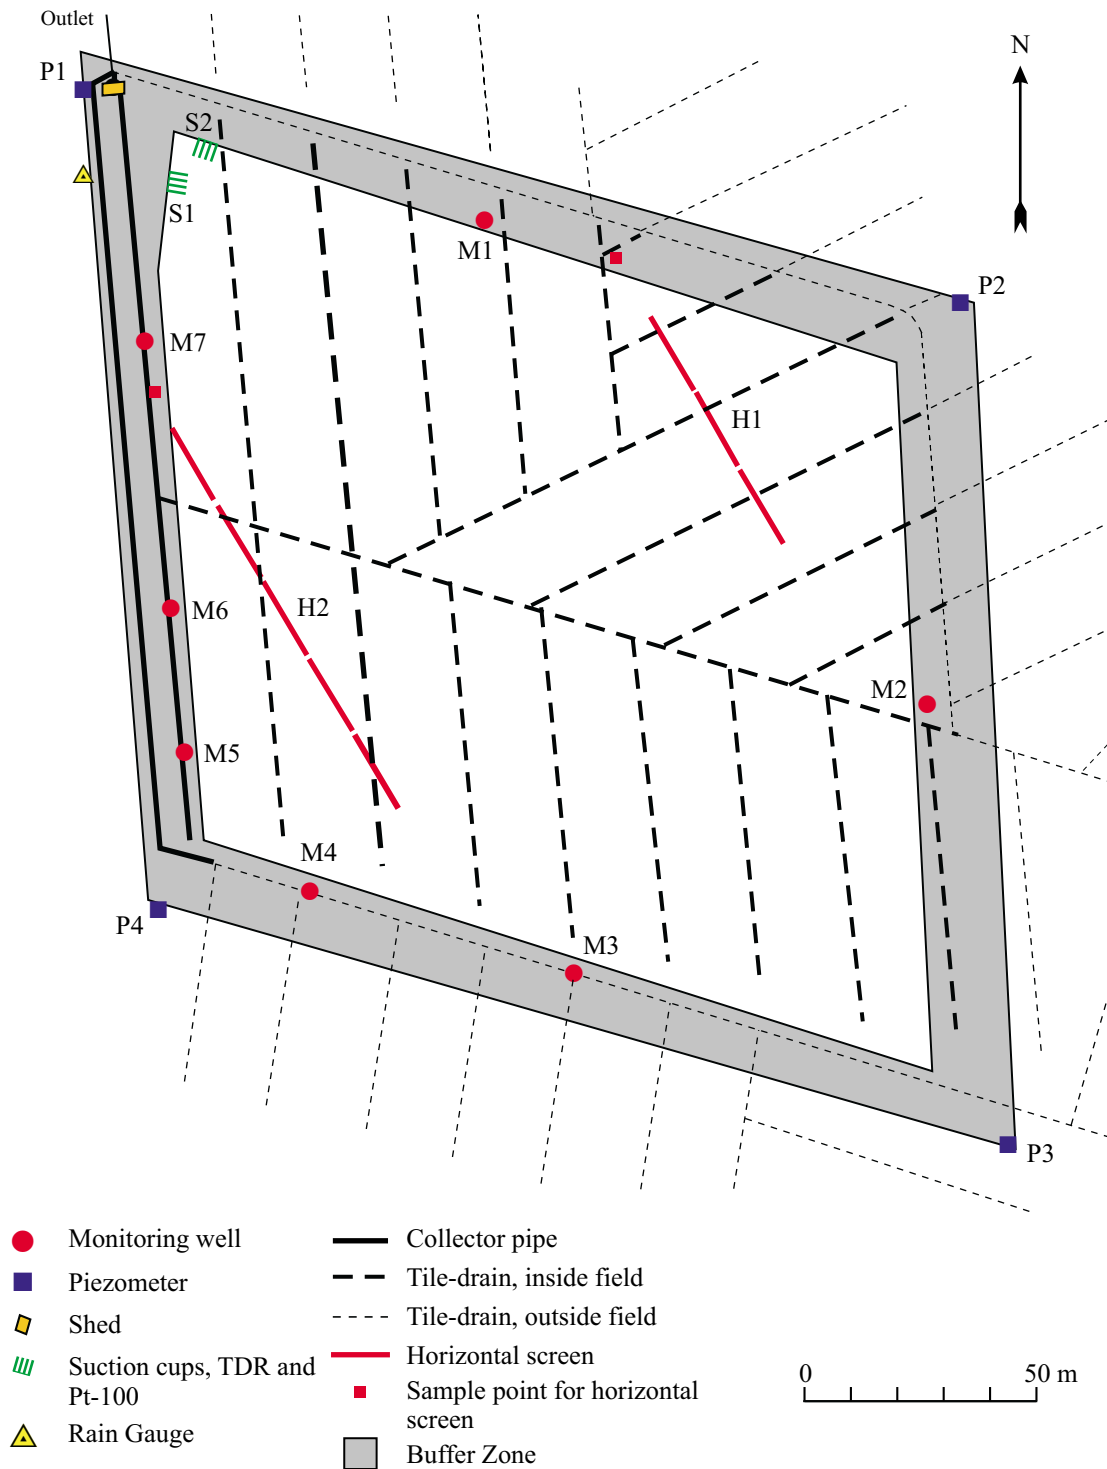 Outlet
N
P1
S2
S1
M1
P2
M7
H1
H2
M6
M2
M5
M4
M3
P4
P3
Monitoring well
Piezometer
Shed
Suction cups, TDR and
Pt-100
Rain Gauge
Collector pipe
Tile-drain, inside field
Tile-drain, outside field
Horizontal screen
Sample point for horizontal
screen
Buffer Zone
0
50 m